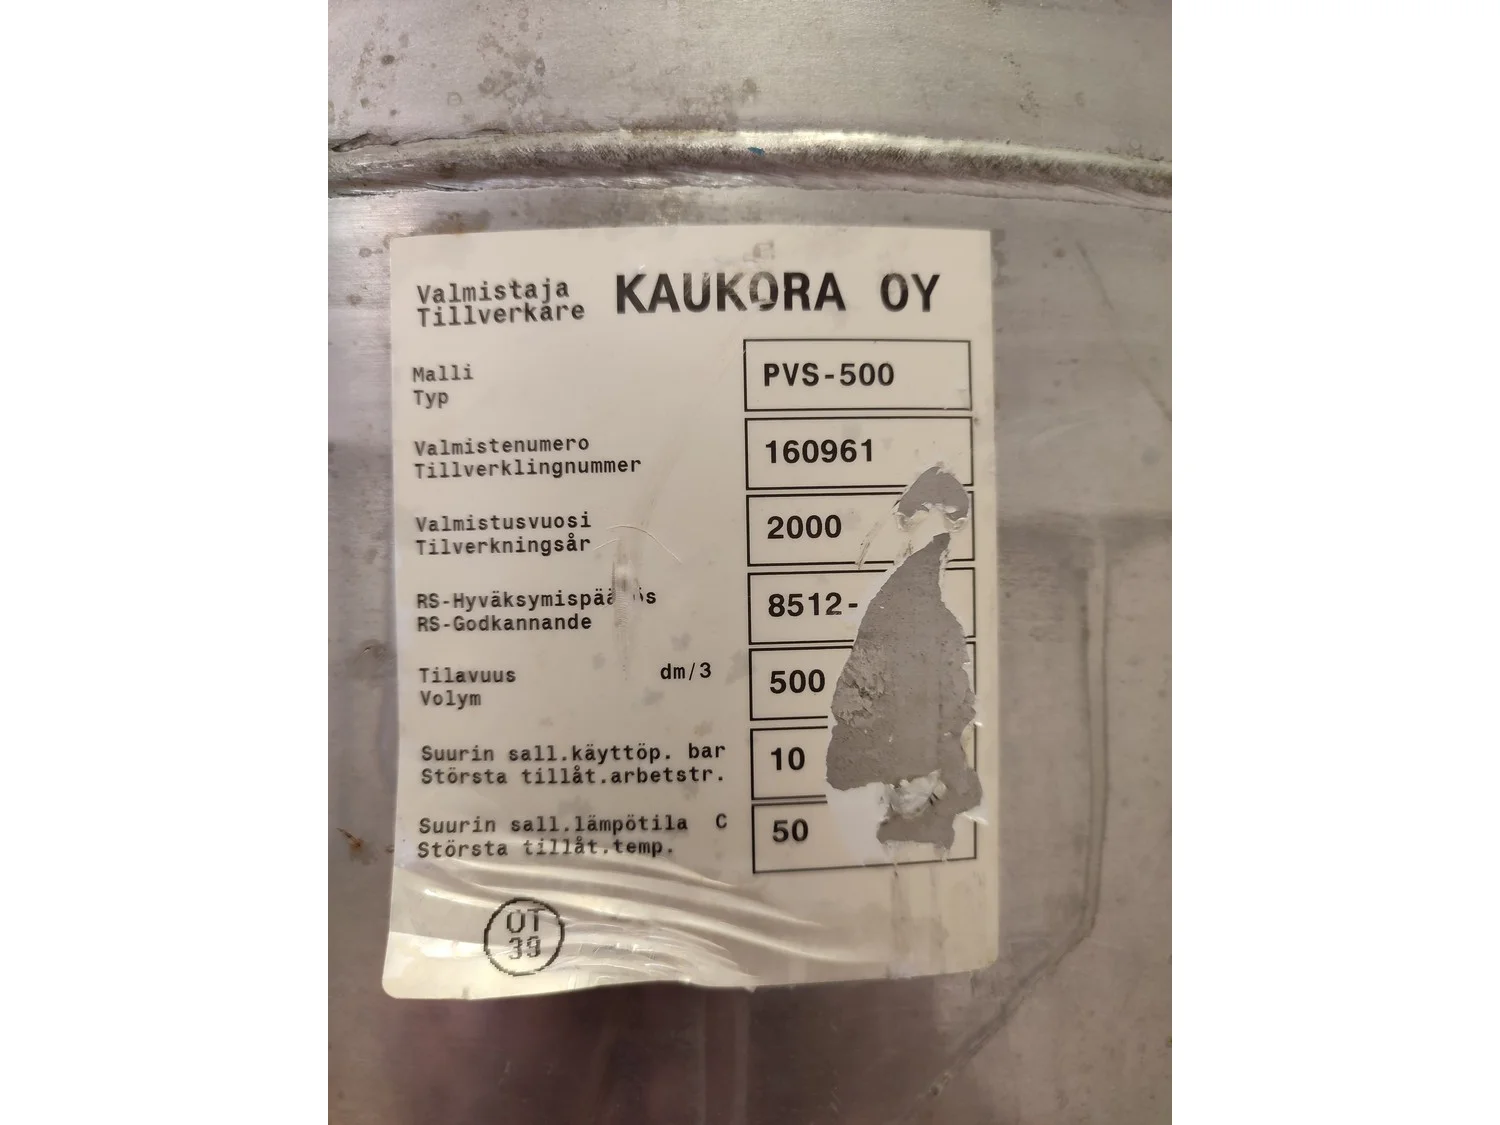 Valmistaja KAUKORA OY
Tillverkare
Malli PVS-500
Typ
Valmistenumero 160961
Tillverklingnummer
Valmistusvuosi 2000
Tilverkningsår
8512-
RS-Godkannande
Tilavuus dm/3 500
Volym
Suurin sall.käyttöp. bar 10
Största tillåt.arbetstr.
Suurin sall.lämpötila C 50
Största tillåt.temp.
OT
39